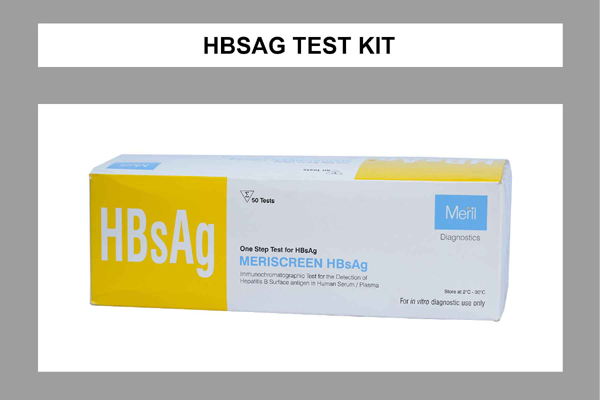 HBSAG TEST KIT
HBsAg
50 Tests
Meril
Diagnostics
One Step Test for HBsAg
MERISCREEN HBsAg
Immunochromatographic Test for the Detection of
Hepatitis B Surface antigen in Human Serum / Plasma
Store at 2°C - 30°C
For in vitro diagnostic use only